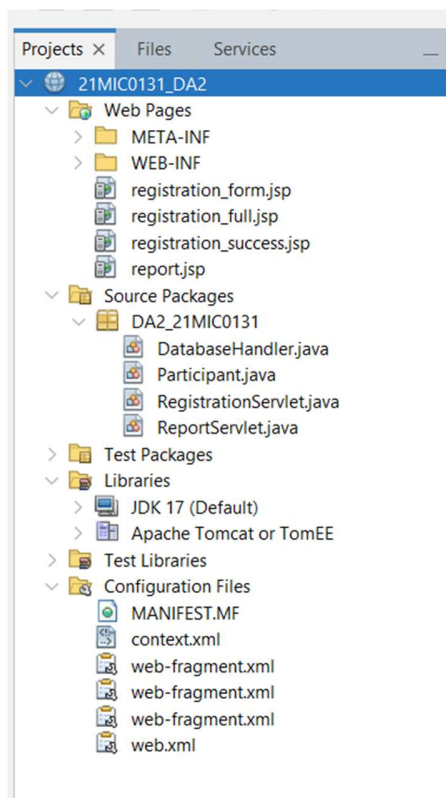 Projects Files Services
21MIC0131_DA2
Web Pages
META-INF
WEB-INF
registration_form.jsp
registration_full.jsp
registration_success.jsp
report.jsp
Source Packages
DA2_21MIC0131
DatabaseHandler.java
Participant.java
RegistrationServlet.java
ReportServlet.java
Test Packages
Libraries
JDK 17 (Default)
Apache Tomcat or TomEE
Test Libraries
Configuration Files
MANIFEST.MF
context.xml
web-fragment.xml
web-fragment.xml
web-fragment.xml
web.xml